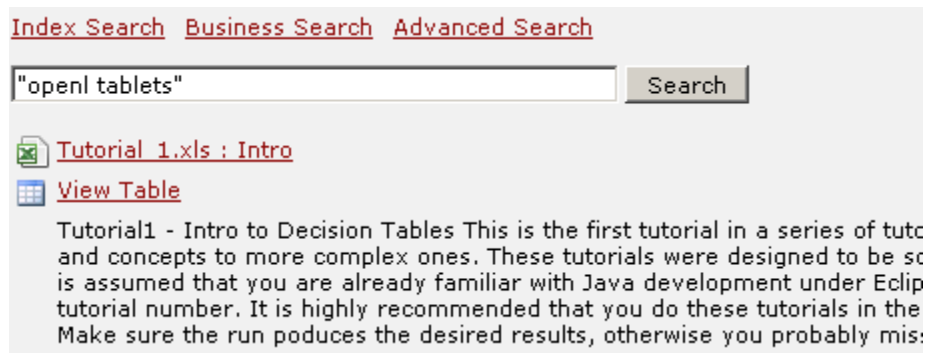 Index Search Business Search Advanced Search
"openl tablets" Search
Tutorial_1.xls : Intro
View Table
Tutorial1 - Intro to Decision Tables This is the first tutorial in a series of
and concepts to more complex ones. These tutorials were designed to be
is assumed that you are already familiar with Java development under
tutorial number. It is highly recommended that you do these tutorials in the
Make sure the run poduces the desired results, otherwise you probably